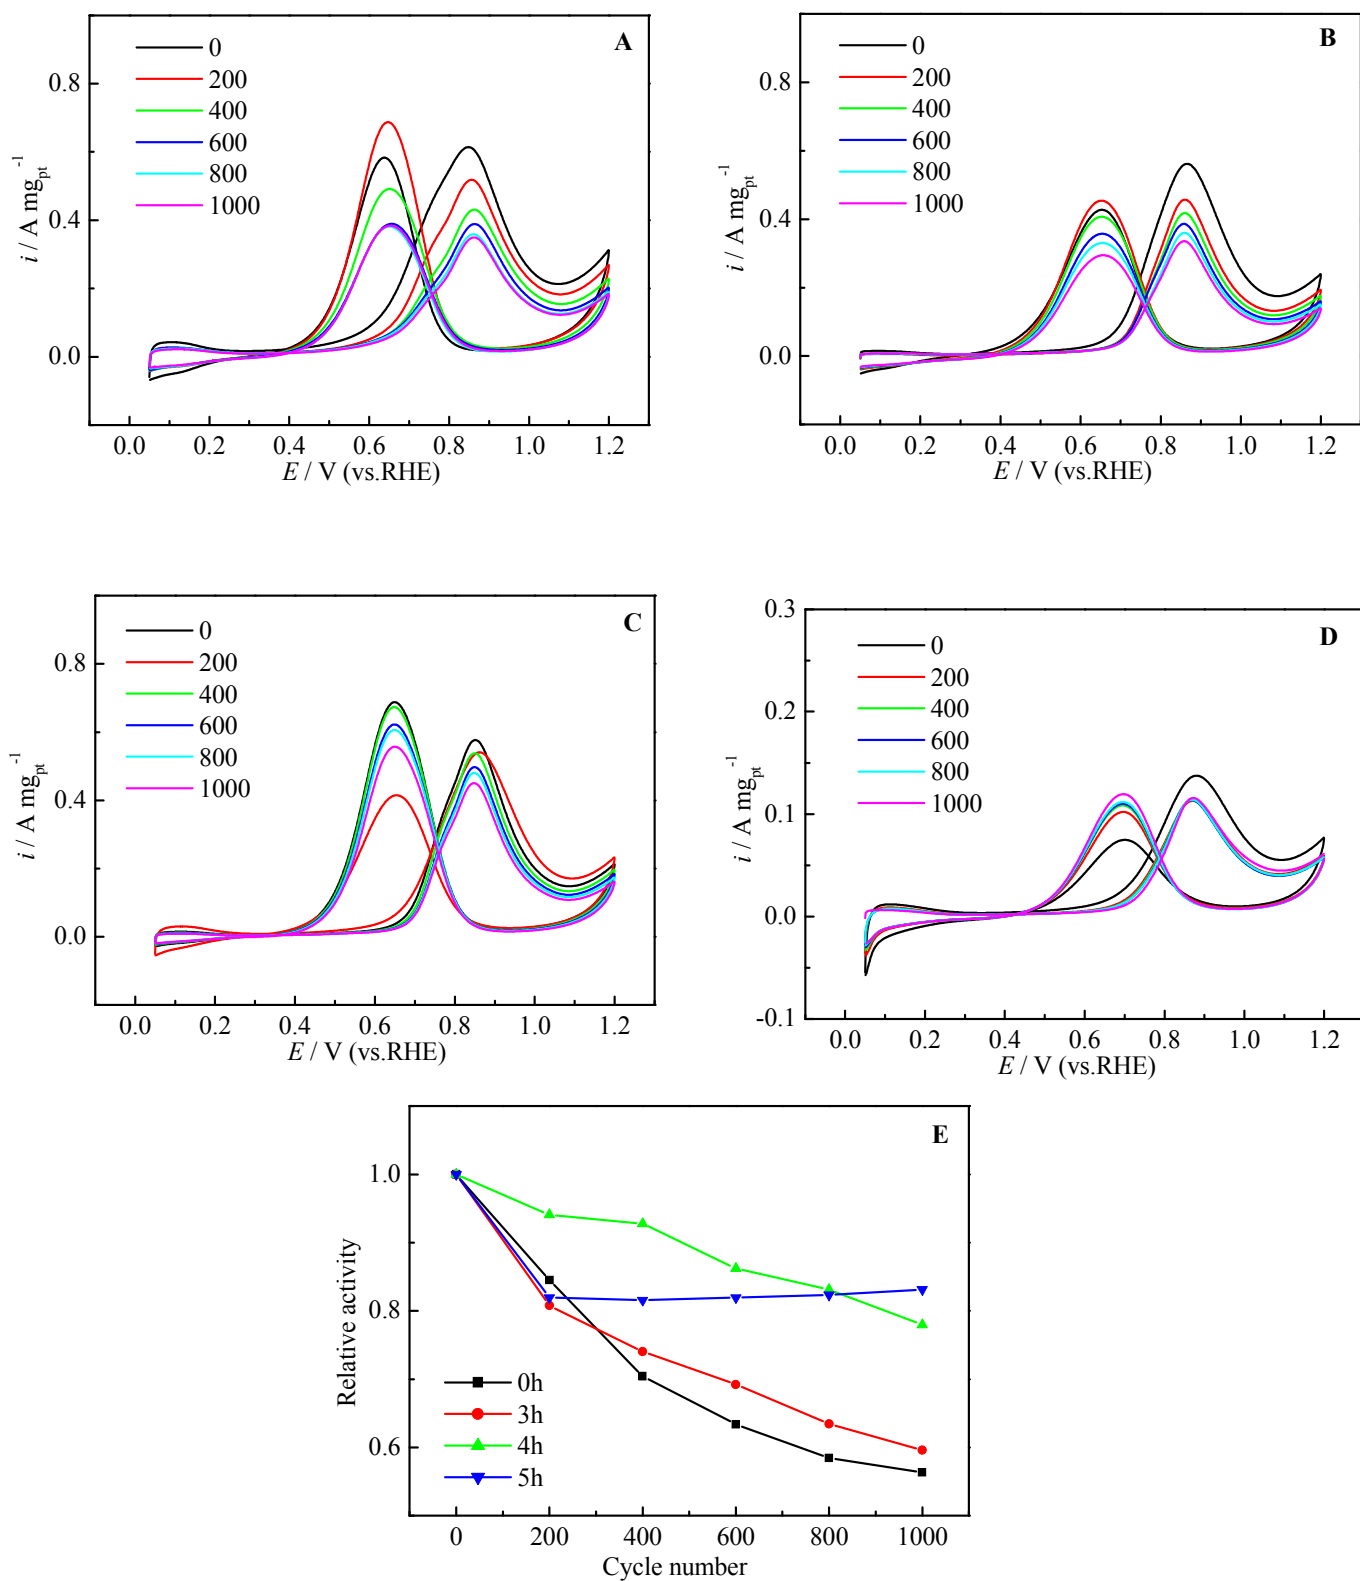 A
0
200
400
600
800
1000
0.8
0.4
0.0
i / A mg_pt^-1
0.0 0.2 0.4 0.6 0.8 1.0 1.2
E / V (vs.RHE)
B
0
200
400
600
800
1000
0.8
0.4
0.0
i / A mg_pt^-1
0.0 0.2 0.4 0.6 0.8 1.0 1.2
E / V (vs.RHE)
C
0
200
400
600
800
1000
0.8
0.4
0.0
i / A mg_pt^-1
0.0 0.2 0.4 0.6 0.8 1.0 1.2
E / V (vs.RHE)
D
0
200
400
600
800
1000
0.3
0.2
0.1
0.0
-0.1
i / A mg_pt^-1
0.0 0.2 0.4 0.6 0.8 1.0 1.2
E / V (vs.RHE)
E
1.0
0.8
0.6
Relative activity
0h
3h
4h
5h
0 200 400 600 800 1000
Cycle number